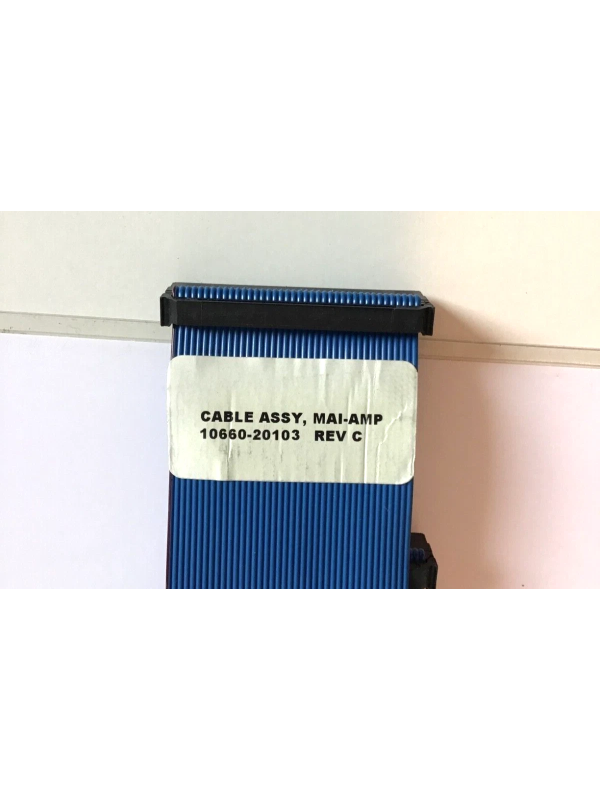 CABLE ASSY, MAI-AMP
10660-20103 REV C